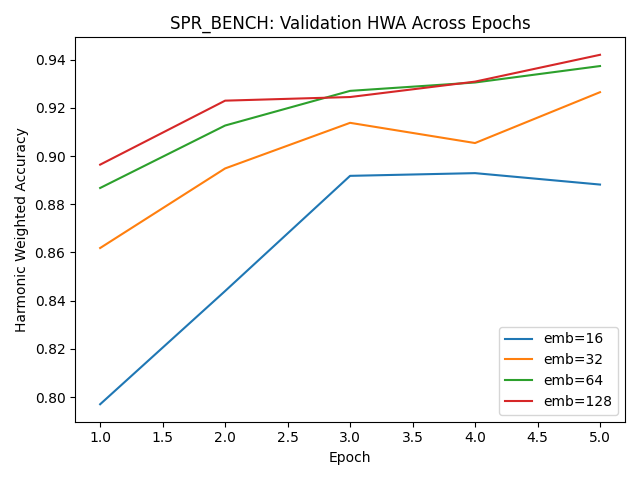 SPR_BENCH: Validation HWA Across Epochs
Harmonic Weighted Accuracy
0.94
0.92
0.90
0.88
0.86
0.84
0.82
0.80
1.0 1.5 2.0 2.5 3.0 3.5 4.0 4.5 5.0
Epoch
emb=16
emb=32
emb=64
emb=128